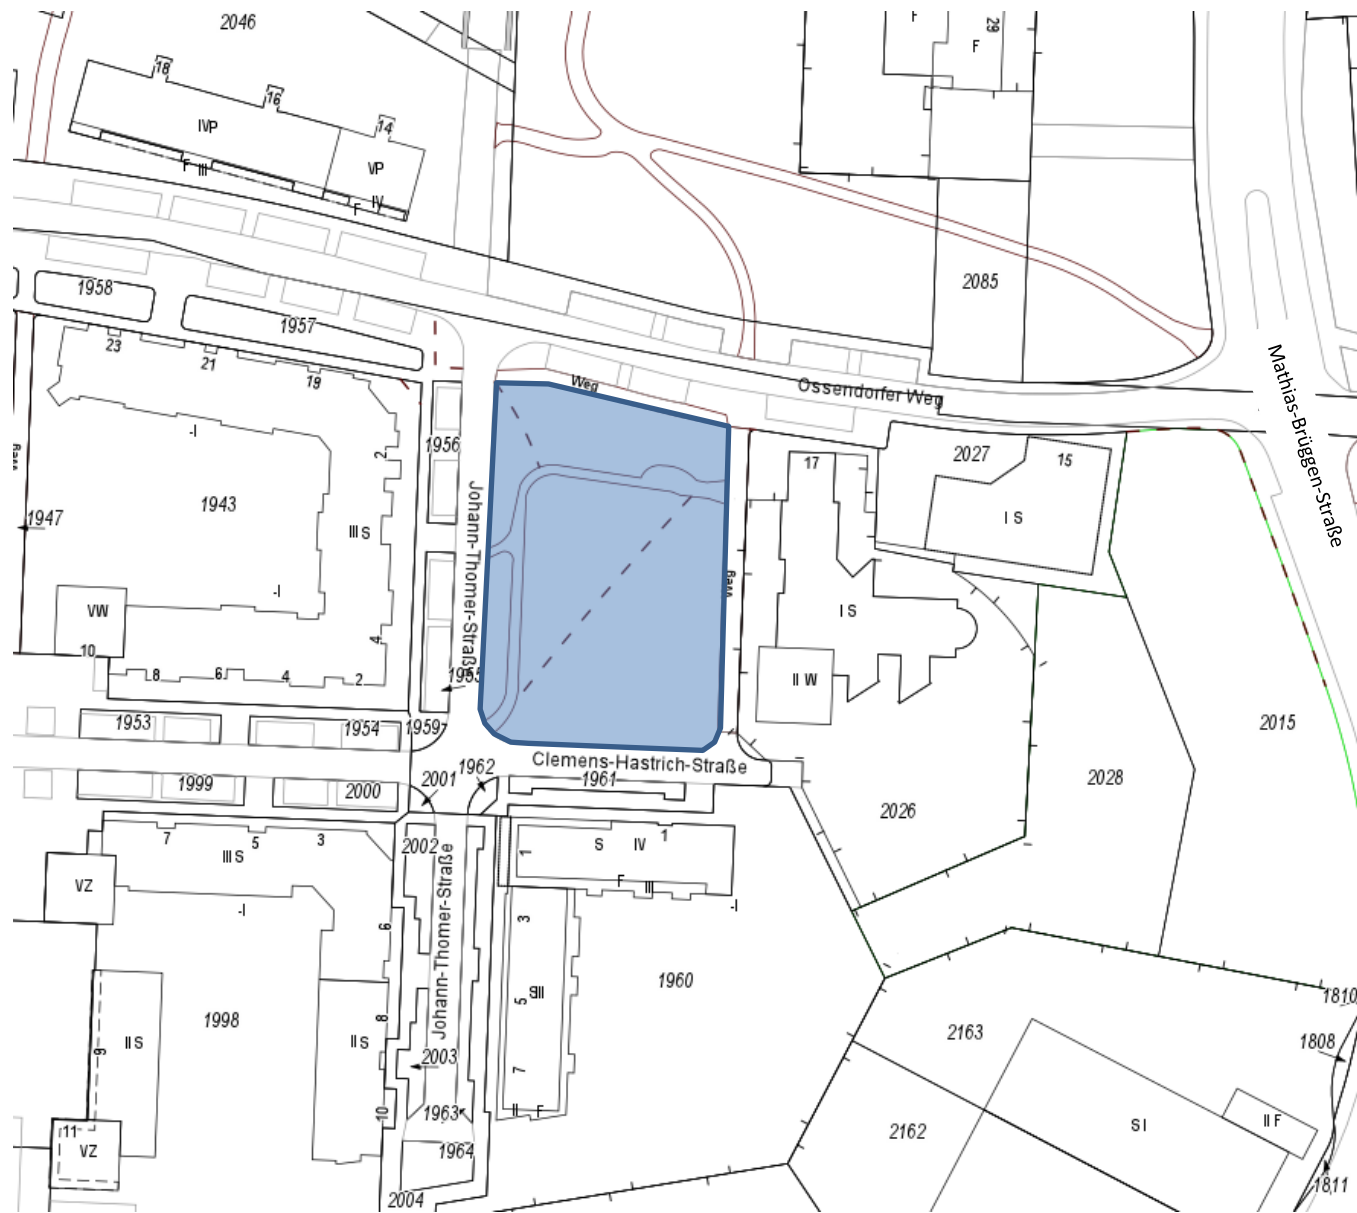 2046
18
16
14
IVP
VP
F III
IV
F
F
F
29
1958
1957
2085
23
21
19
Weg
Ossendorfer Weg
Mathias-Brüggen-Straße
-I
2
1956
1943
III S
1947
Johann-Thomer-Straße
17
2027
15
I S
-I
VW
10
4
I S
8
6
4
2
1955
II W
1953
1954
1959
2015
Clemens-Hastrich-Straße
1999
2000
2001
1962
1961
2028
2026
7
5
3
III S
2002
Johann-Thomer-Straße
1
S
IV
1
F
III
VZ
-I
-I
6
3
1960
1998
II S
9
II S
8
5
2003
7
10
1963
II
F
1964
11
VZ
2004
2163
2162
S I
II F
1810
1808
1811